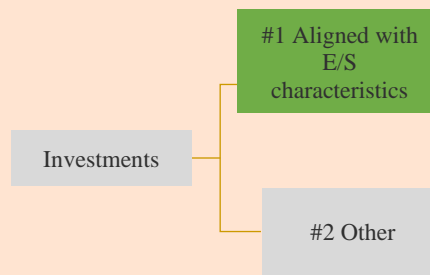 #1 Aligned with
E/S
characteristics
Investments
#2 Other